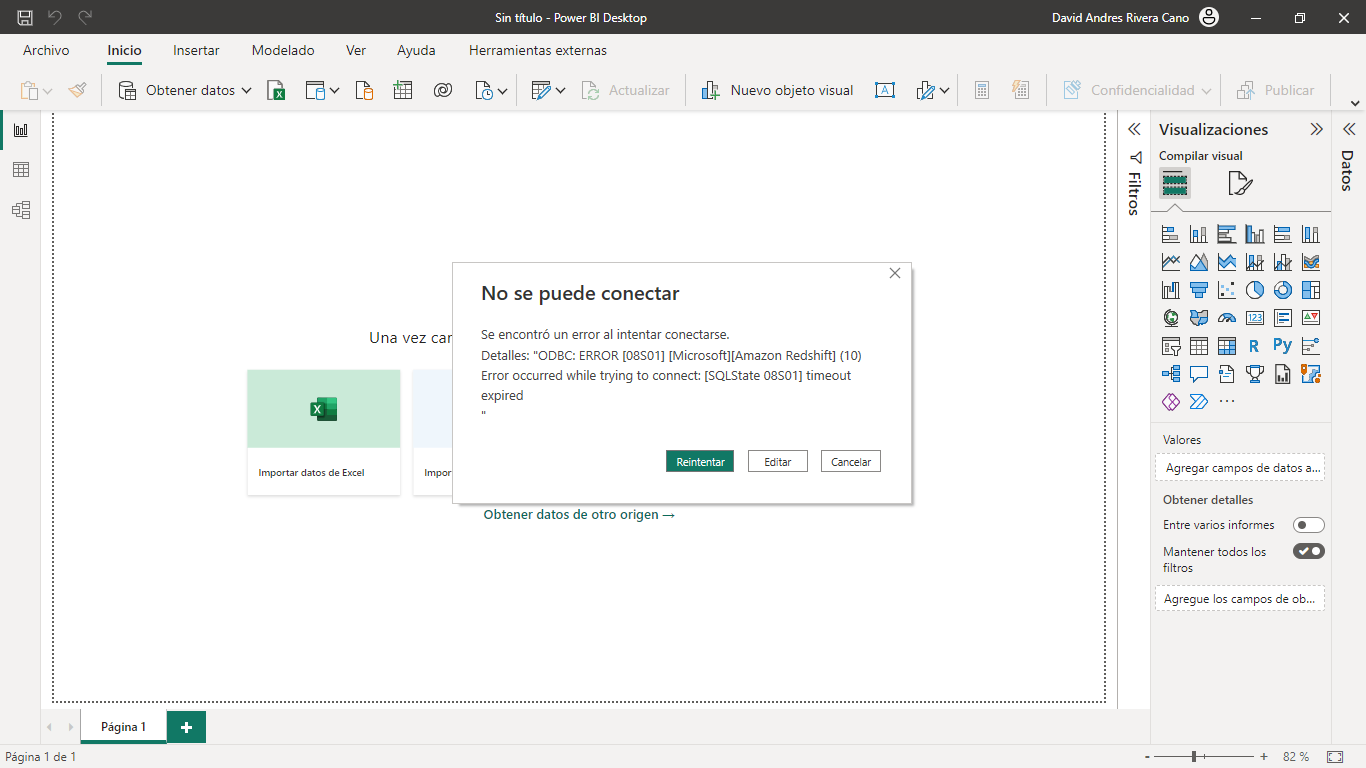 Sin título - Power BI Desktop
David Andres Rivera Cano
Archivo
Inicio
Insertar
Modelado
Ver
Ayuda
Herramientas externas
Obtener datos
Actualizar
Nuevo objeto visual
Confidencialidad
Publicar
Una vez car
Importar datos de Excel
Impor
Obtener datos de otro origen →
No se puede conectar
Se encontró un error al intentar conectarse.
Detalles: "ODBC: ERROR [08S01] [Microsoft][Amazon Redshift] (10)
Error occurred while trying to connect: [SQLState 08S01] timeout
expired
"
Reintentar
Editar
Cancelar
Filtros
Visualizaciones
Compilar visual
123
R
Py
...
Valores
Agregar campos de datos a...
Obtener detalles
Entre varios informes
Mantener todos los
filtros
Agregue los campos de ob...
Datos
Página 1
+
Página 1 de 1
- + 82 %